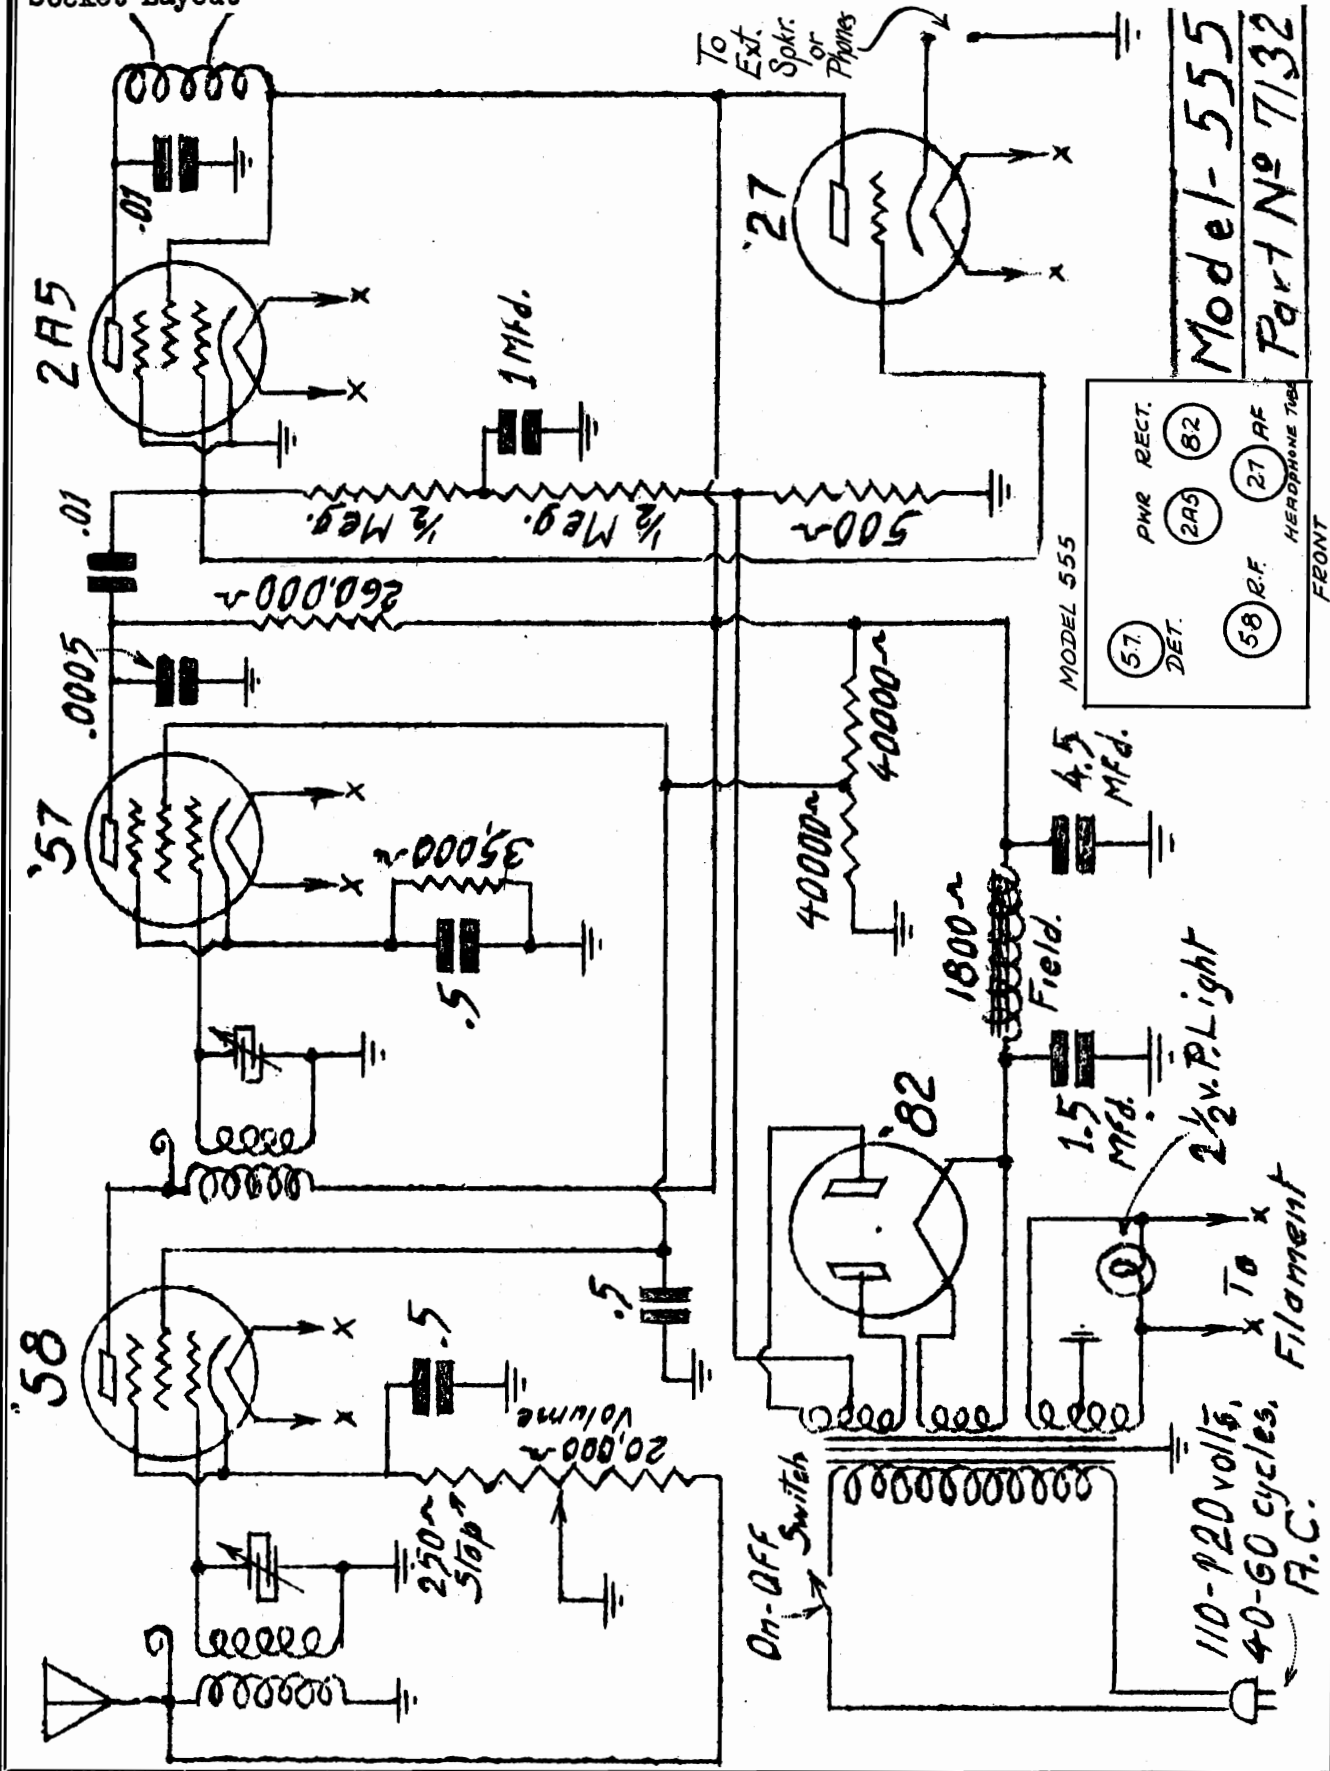 Socket Layout
"58
'57
2A5
.01
.0005
.01
To
Ext.
Spkr.
or
Phones
'27
1 Mfd.
½ Meg.
½ Meg.
500 Ω
260,000 Ω
35,000 Ω
.5
.5
.5
250 Ω
Stop
20,000 Ω
Volume
40000 Ω
40000 Ω
1800 Ω
Field.
4.5
MFd.
1.5
MFd.
'82
2½ v. P. Light
On-OFF
Switch
110-120 volts.
40-60 cycles.
A.C.
x x
x x
x x
x x
x To x
Filament
MODEL 555
57
DET.
PWR RECT.
2A5
82
58 R.F.
27 AF
HEADPHONE TUBE
FRONT
Model-555
Part Nº 7132